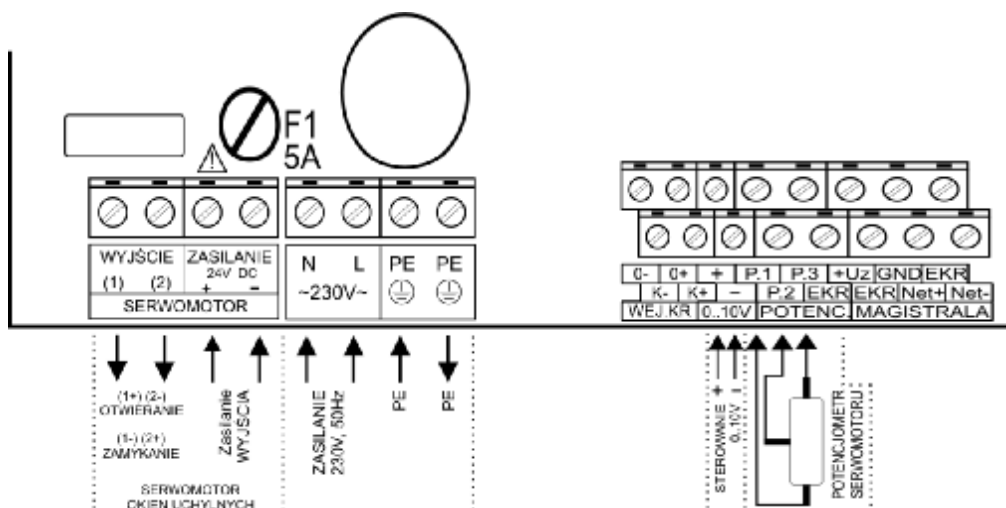 F1
5A
WYJŚCIE ZASILANIE
24V DC
(1) (2) + −
SERWOMOTOR
N L PE PE
~230V~
0- 0+ + P.1 P.3 +Uz GND EKR
K- K+ − P.2 EKR EKR Net+ Net-
WEJ.KR 0..10V POTENC. MAGISTRALA
(1+) (2-)
OTWIERANIE
(1-) (2+)
ZAMYKANIE
Zasilanie
WYJŚCIA
SERWOMOTOR
OKIEN UCHYLNYCH
ZASILANIE
230V, 50Hz
PE
PE
STEROWANIE + −
0..10V
POTENCJOMETR
SERWOMOTORU